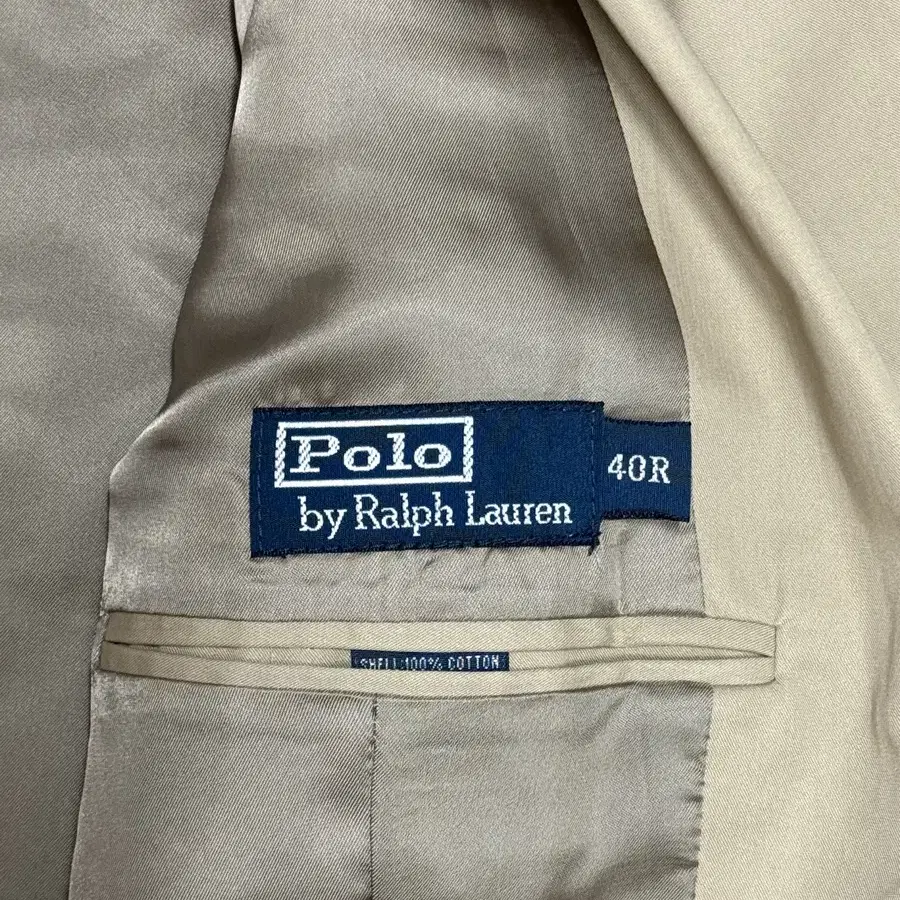 Polo
by Ralph Lauren
40R
SHELL:100% COTTON